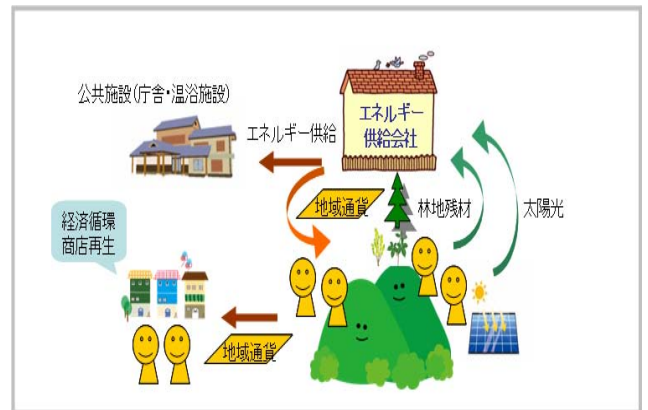 公共施設(庁舎・温浴施設)
エネルギー供給
エネルギー
供給会社
地域通貨
林地残材
太陽光
経済循環
商店再生
地域通貨